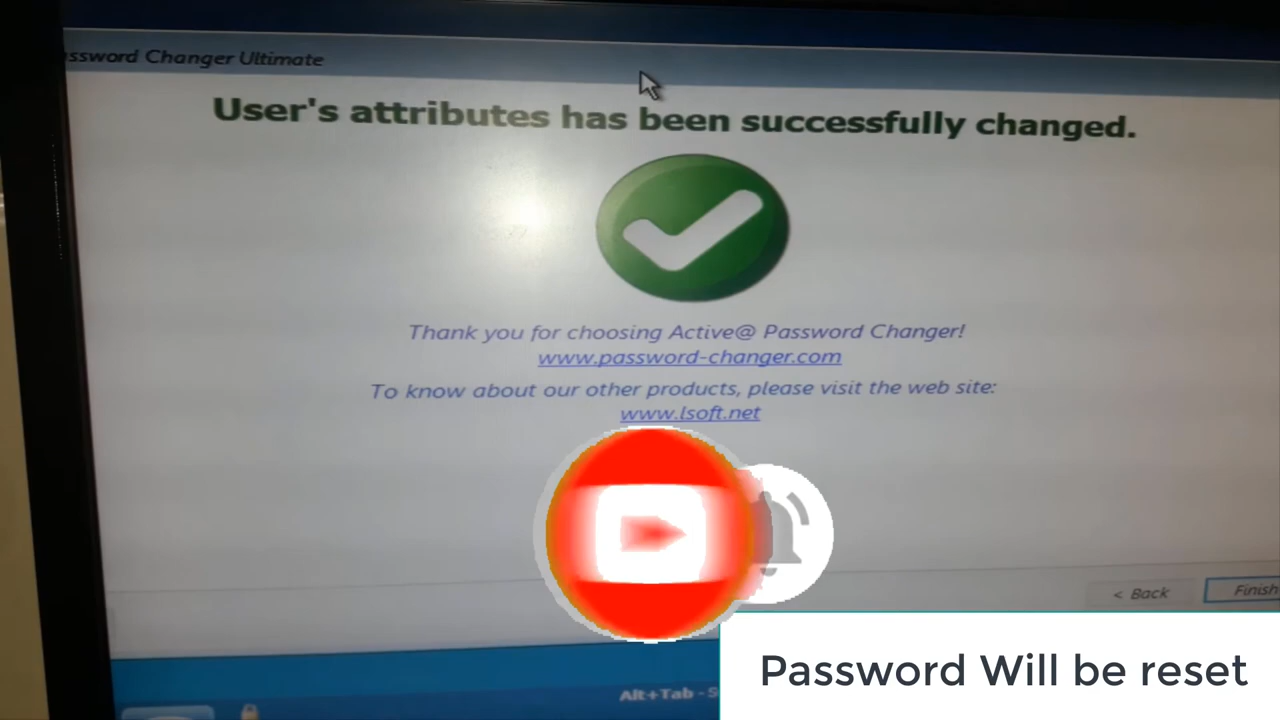 Password Changer Ultimate
User's attributes has been successfully changed.
Thank you for choosing Active@ Password Changer!
www.password-changer.com
To know about our other products, please visit the web site:
www.lsoft.net
< Back
Finish
Alt+Tab - S
Password Will be reset